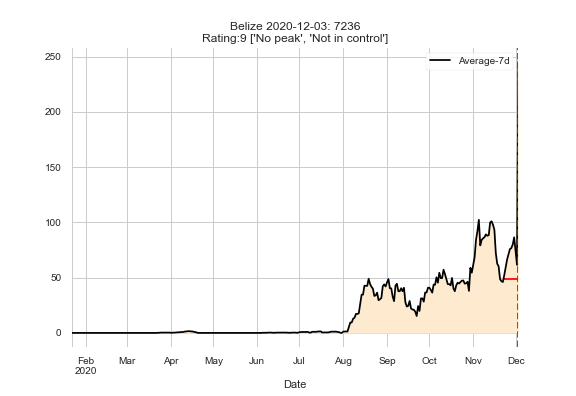 Belize 2020-12-03: 7236
Rating:9 ['No peak', 'Not in control']
250
Average-7d
200
150
100
50
0
Feb Mar Apr May Jun Jul Aug Sep Oct Nov Dec
2020
Date